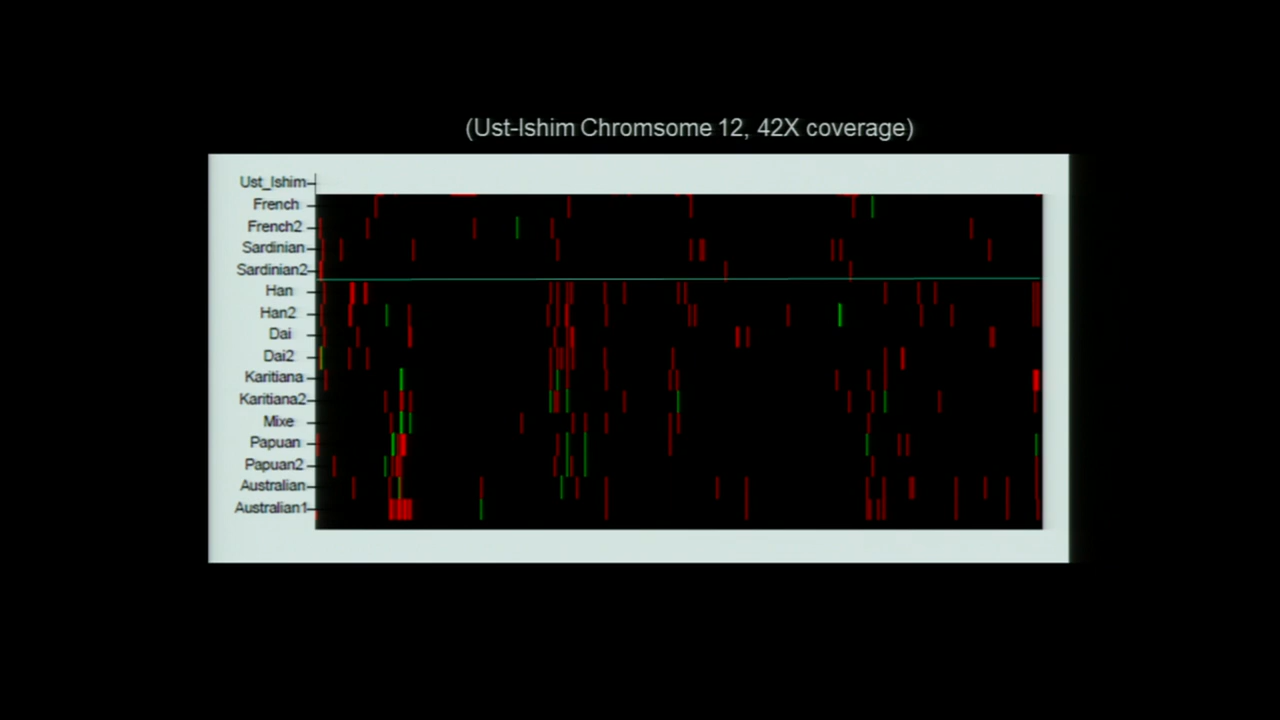 (Ust-Ishim Chromsome 12, 42X coverage)
Ust_Ishim
French
French2
Sardinian
Sardinian2
Han
Han2
Dai
Dai2
Karitiana
Karitiana2
Mixe
Papuan
Papuan2
Australian
Australian1